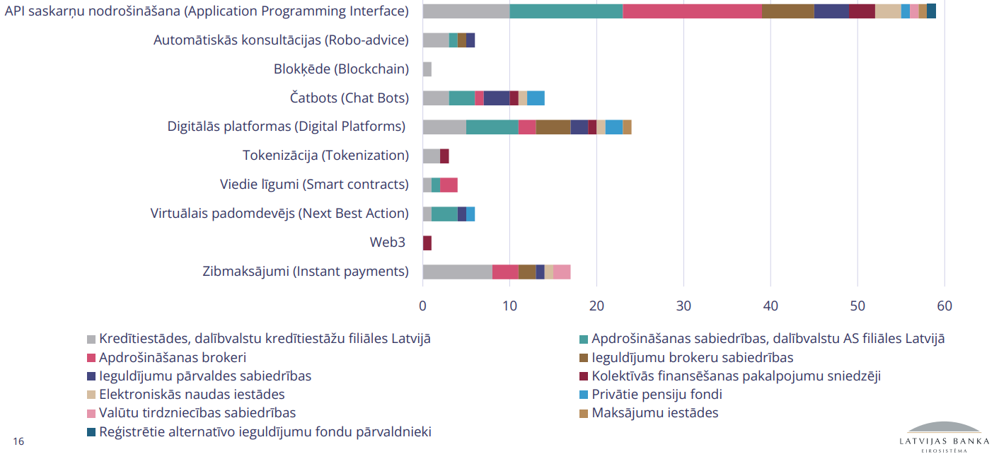 API saskarņu nodrošināšana (Application Programming Interface)
Automātiskās konsultācijas (Robo-advice)
Blokķēde (Blockchain)
Čatbots (Chat Bots)
Digitālās platformas (Digital Platforms)
Tokenizācija (Tokenization)
Viedie līgumi (Smart contracts)
Virtuālais padomdevējs (Next Best Action)
Web3
Zibmaksājumi (Instant payments)
0 10 20 30 40 50 60
Kredītiestādes, dalībvalstu kredītiestāžu filiāles Latvijā
Apdrošināšanas sabiedrības, dalībvalstu AS filiāles Latvijā
Apdrošināšanas brokeri
Ieguldījumu brokeru sabiedrības
Ieguldījumu pārvaldes sabiedrības
Kolektīvās finansēšanas pakalpojumu sniedzēji
Elektroniskās naudas iestādes
Privātie pensiju fondi
Valūtu tirdzniecības sabiedrības
Maksājumu iestādes
Reģistrētie alternatīvo ieguldījumu fondu pārvaldnieki
16
LATVIJAS BANKA
EIROSISTĒMA